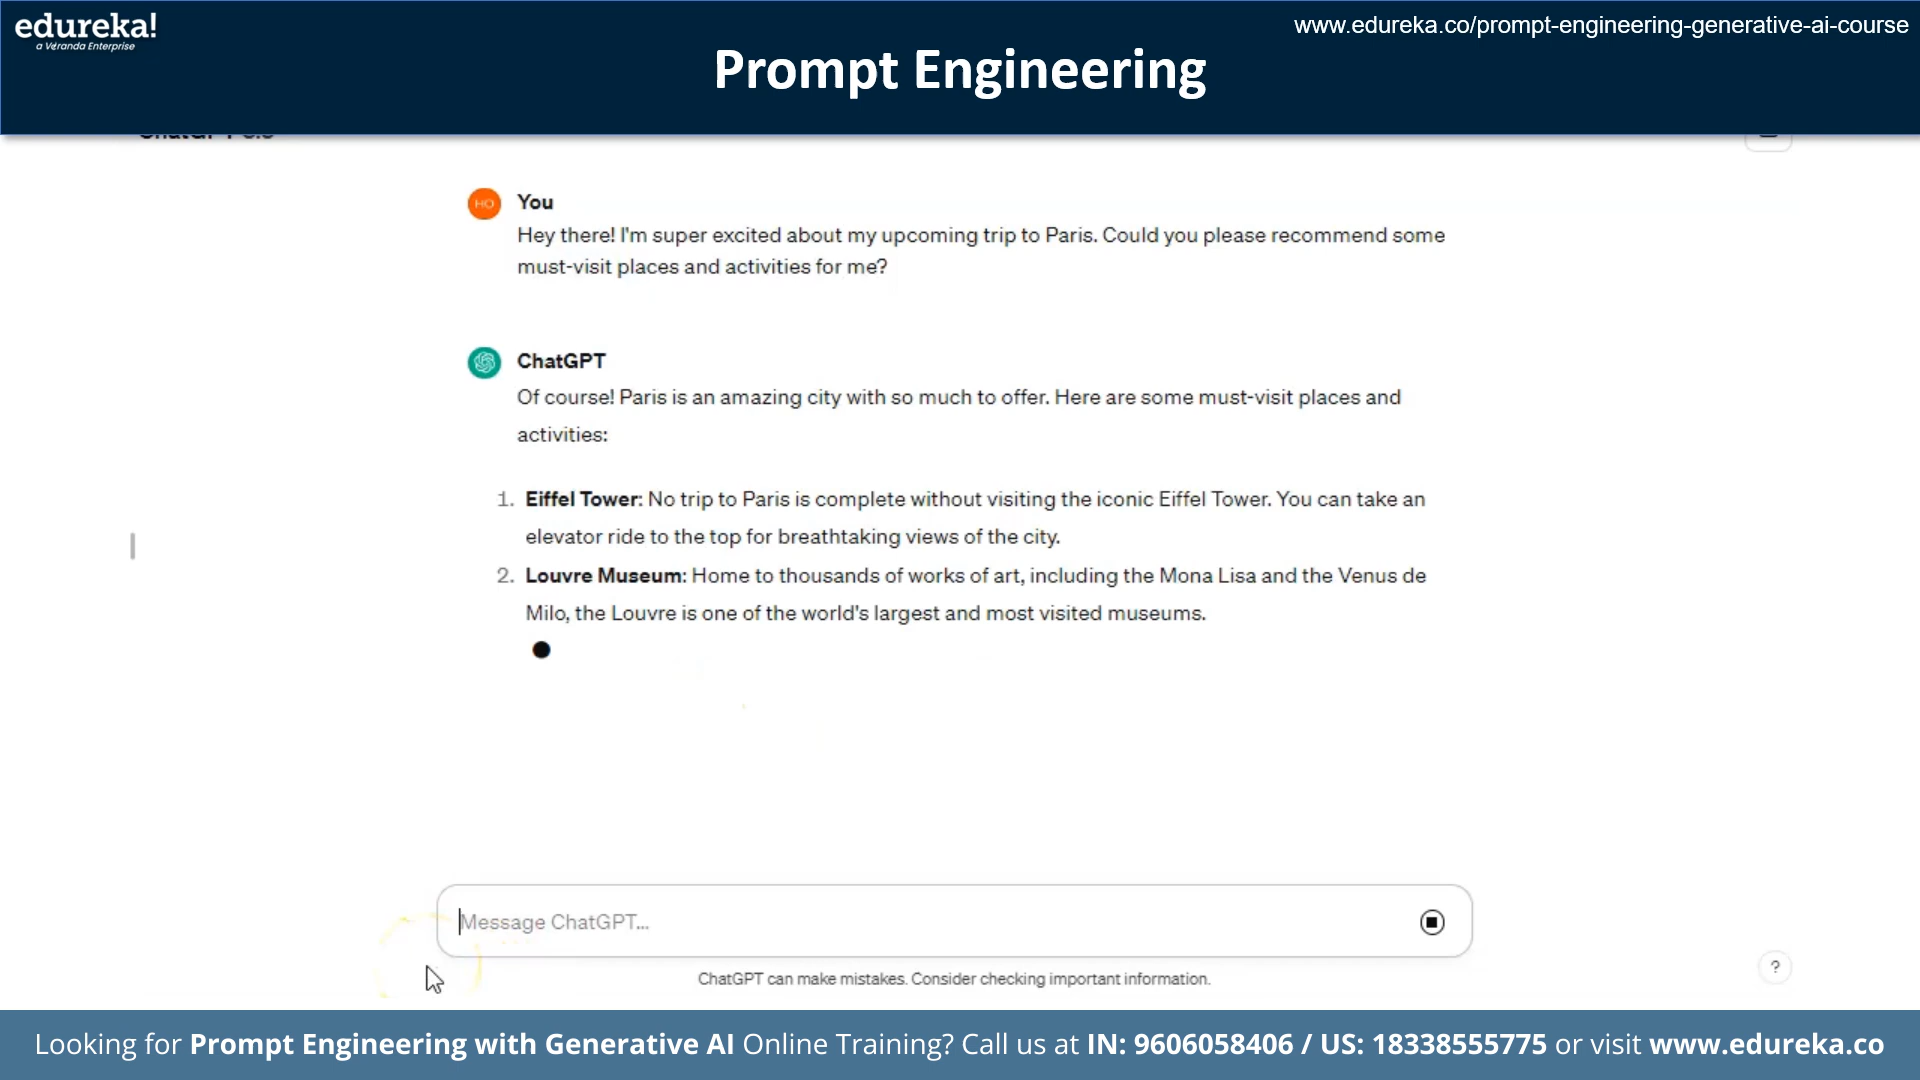 edureka!
a Veranda Enterprise
www.edureka.co/prompt-engineering-generative-ai-course
Prompt Engineering
HO
You
Hey there! I'm super excited about my upcoming trip to Paris. Could you please recommend some
must-visit places and activities for me?
ChatGPT
Of course! Paris is an amazing city with so much to offer. Here are some must-visit places and
activities:
1. Eiffel Tower: No trip to Paris is complete without visiting the iconic Eiffel Tower. You can take an
elevator ride to the top for breathtaking views of the city.
2. Louvre Museum: Home to thousands of works of art, including the Mona Lisa and the Venus de
Milo, the Louvre is one of the world's largest and most visited museums.
Message ChatGPT...
ChatGPT can make mistakes. Consider checking important information.
?
Looking for Prompt Engineering with Generative AI Online Training? Call us at IN: 9606058406 / US: 18338555775 or visit www.edureka.co